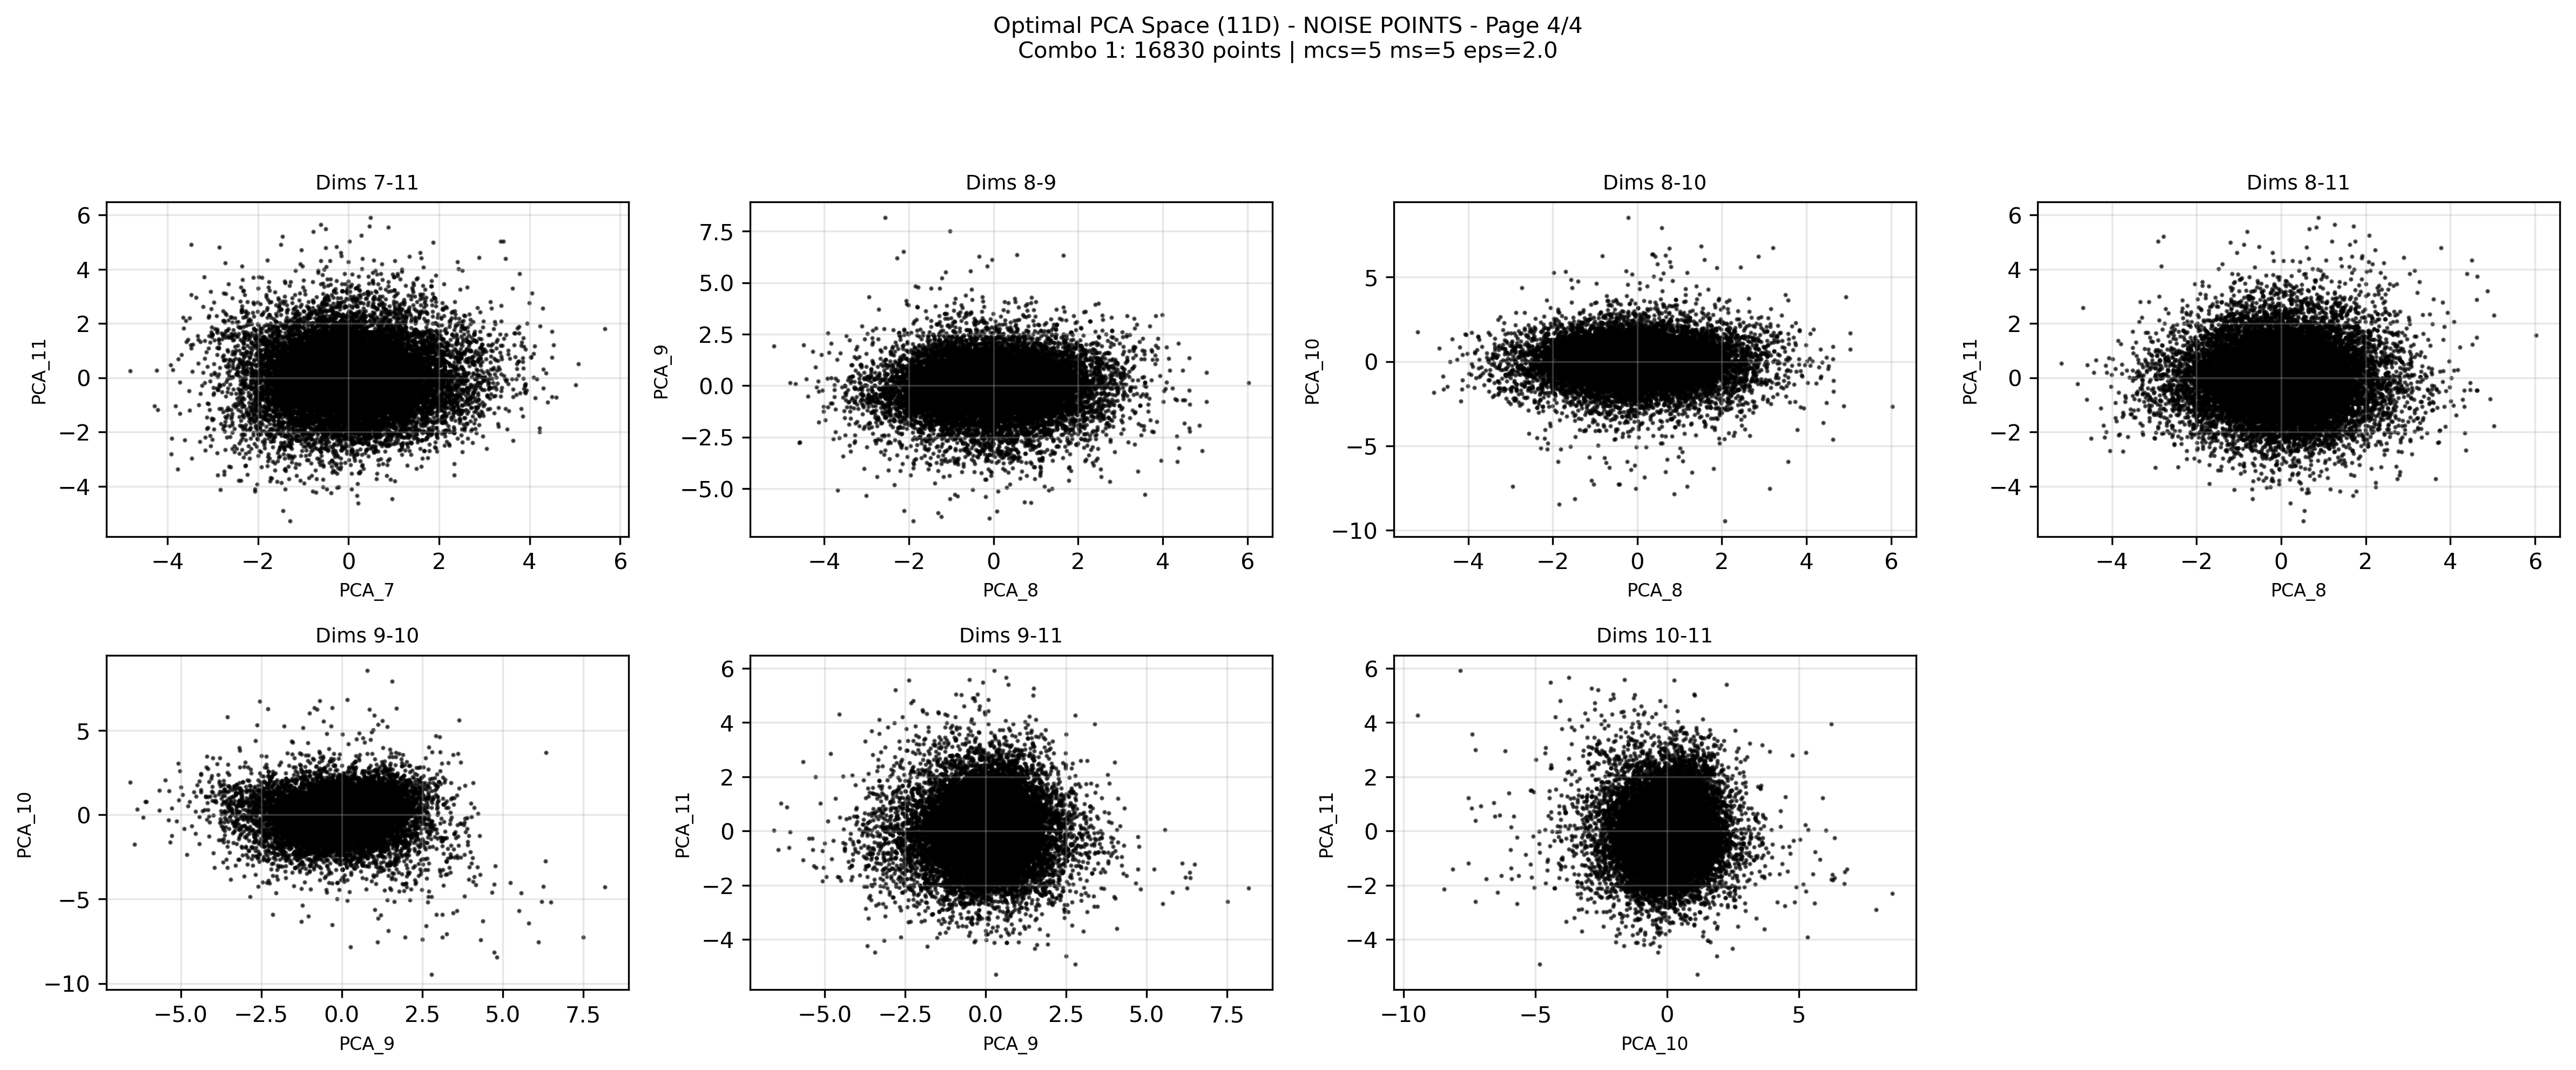 Optimal PCA Space (11D) - NOISE POINTS - Page 4/4
Combo 1: 16830 points | mcs=5 ms=5 eps=2.0
Dims 7-11
6
4
2
0
−2
−4
PCA_11
−4 −2 0 2 4 6
PCA_7
Dims 8-9
7.5
5.0
2.5
0.0
−2.5
−5.0
PCA_9
−4 −2 0 2 4 6
PCA_8
Dims 8-10
5
0
−5
−10
PCA_10
−4 −2 0 2 4 6
PCA_8
Dims 8-11
6
4
2
0
−2
−4
PCA_11
−4 −2 0 2 4 6
PCA_8
Dims 9-10
5
0
−5
−10
PCA_10
−5.0 −2.5 0.0 2.5 5.0 7.5
PCA_9
Dims 9-11
6
4
2
0
−2
−4
PCA_11
−5.0 −2.5 0.0 2.5 5.0 7.5
PCA_9
Dims 10-11
6
4
2
0
−2
−4
PCA_11
−10 −5 0 5
PCA_10